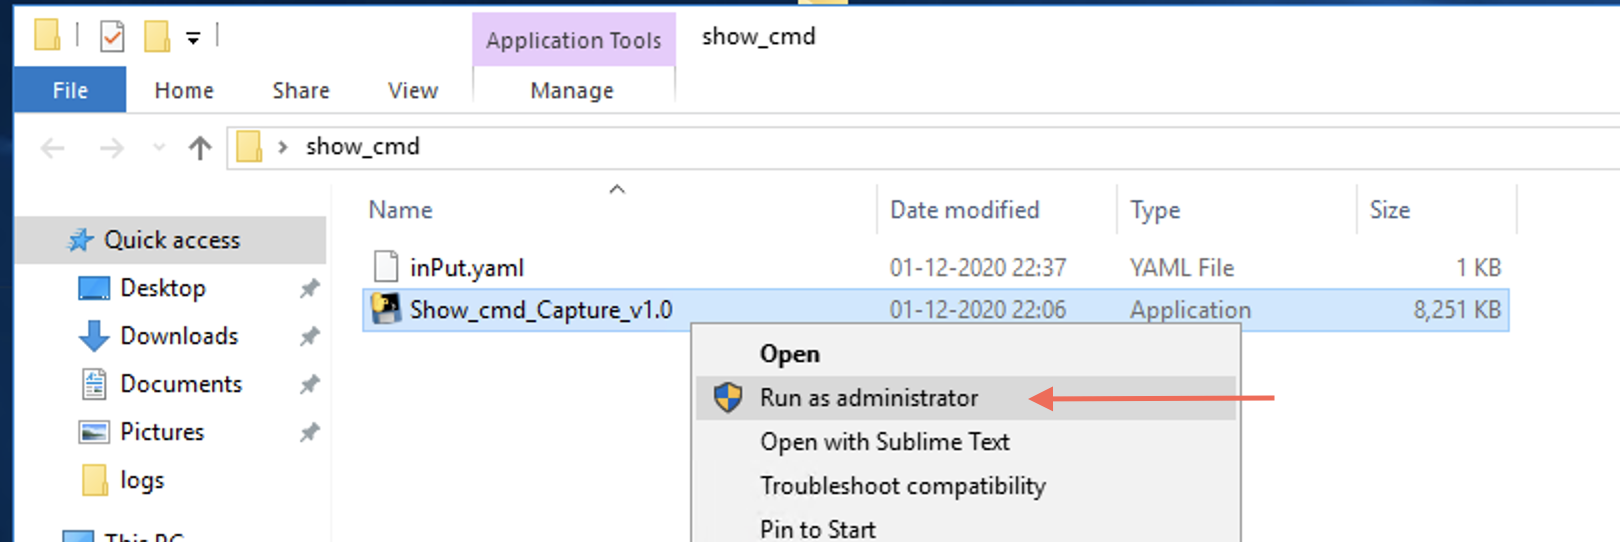 Application Tools show_cmd
File Home Share View Manage
show_cmd
Name Date modified Type Size
Quick access
inPut.yaml 01-12-2020 22:37 YAML File 1 KB
Desktop
Show_cmd_Capture_v1.0 01-12-2020 22:06 Application 8,251 KB
Downloads
Open
Documents
Run as administrator
Pictures
Open with Sublime Text
logs
Troubleshoot compatibility
This PC
Pin to Start